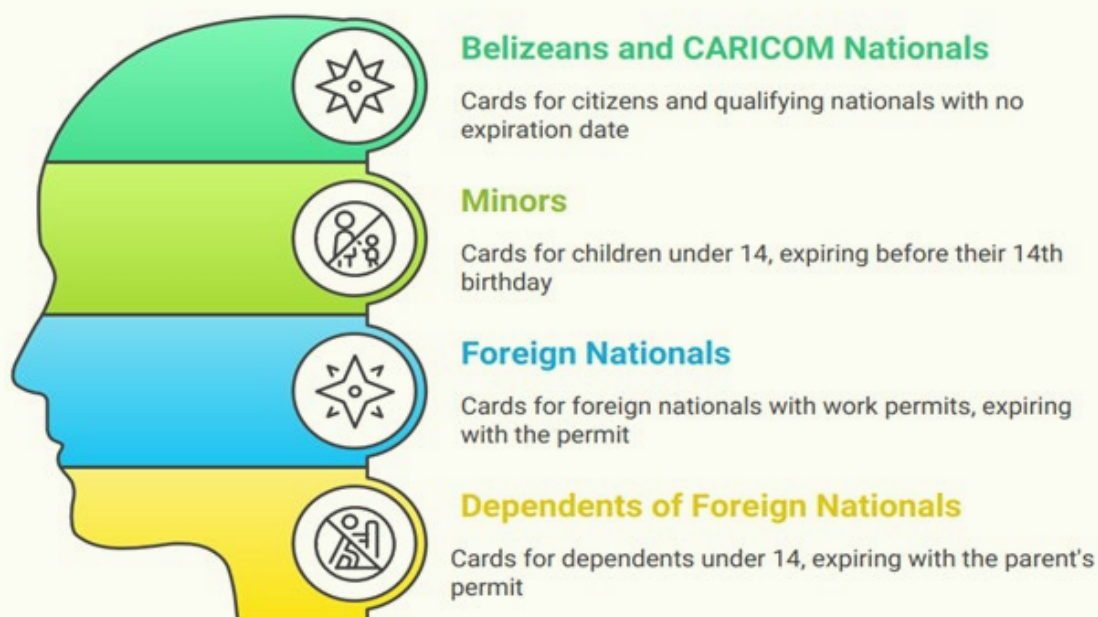 Belizeans and CARICOM Nationals
Cards for citizens and qualifying nationals with no
expiration date
Minors
Cards for children under 14, expiring before their 14th
birthday
Foreign Nationals
Cards for foreign nationals with work permits, expiring
with the permit
Dependents of Foreign Nationals
Cards for dependents under 14, expiring with the parent's
permit